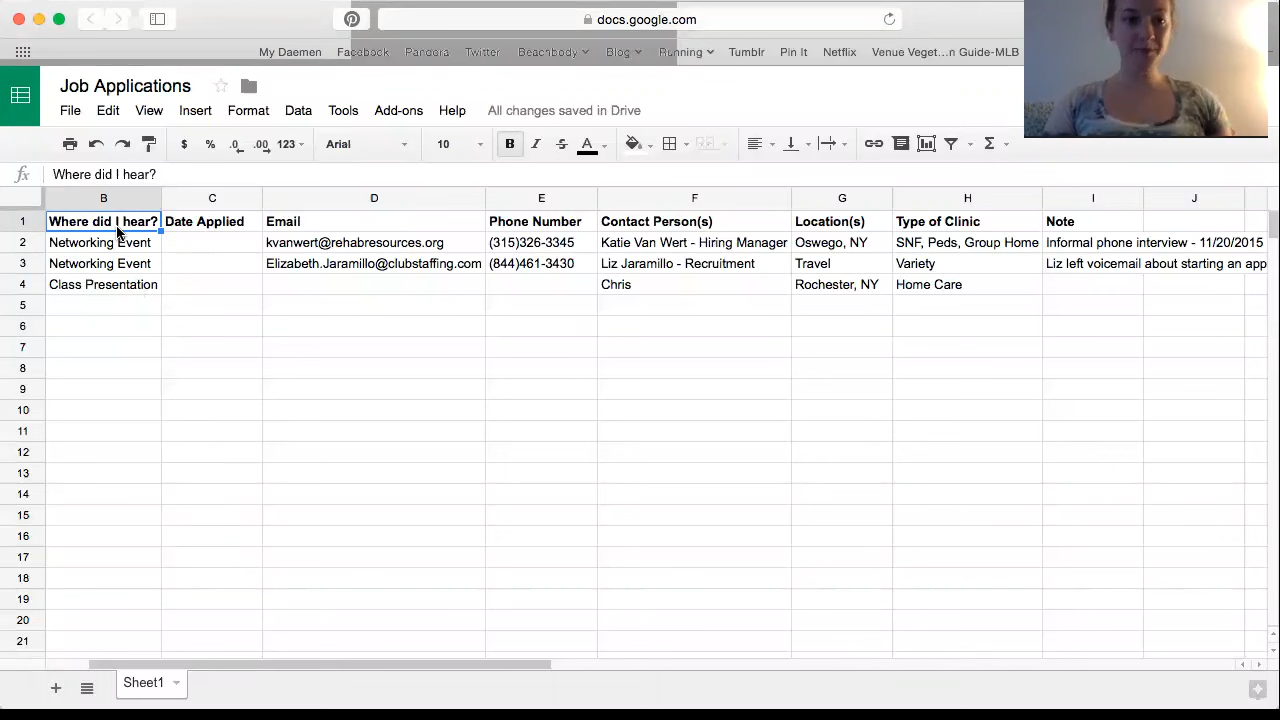 docs.google.com
My Daemen Facebook Pandora Twitter Beachbody Blog Running Tumblr Pin It Netflix Venue Veget...n Guide-MLB
Job Applications
File Edit View Insert Format Data Tools Add-ons Help All changes saved in Drive
$ % .0 .00 123 Arial 10 B I S A Σ
fx Where did I hear?
B C D E F G H I J
1 Where did I hear? Date Applied Email Phone Number Contact Person(s) Location(s) Type of Clinic Note
2 Networking Event kvanwert@rehabresources.org (315)326-3345 Katie Van Wert - Hiring Manager Oswego, NY SNF, Peds, Group Home Informal phone interview - 11/20/2015
3 Networking Event Elizabeth.Jaramillo@clubstaffing.com (844)461-3430 Liz Jaramillo - Recruitment Travel Variety Liz left voicemail about starting an app
4 Class Presentation Chris Rochester, NY Home Care
5
6
7
8
9
10
11
12
13
14
15
16
17
18
19
20
21
Sheet1